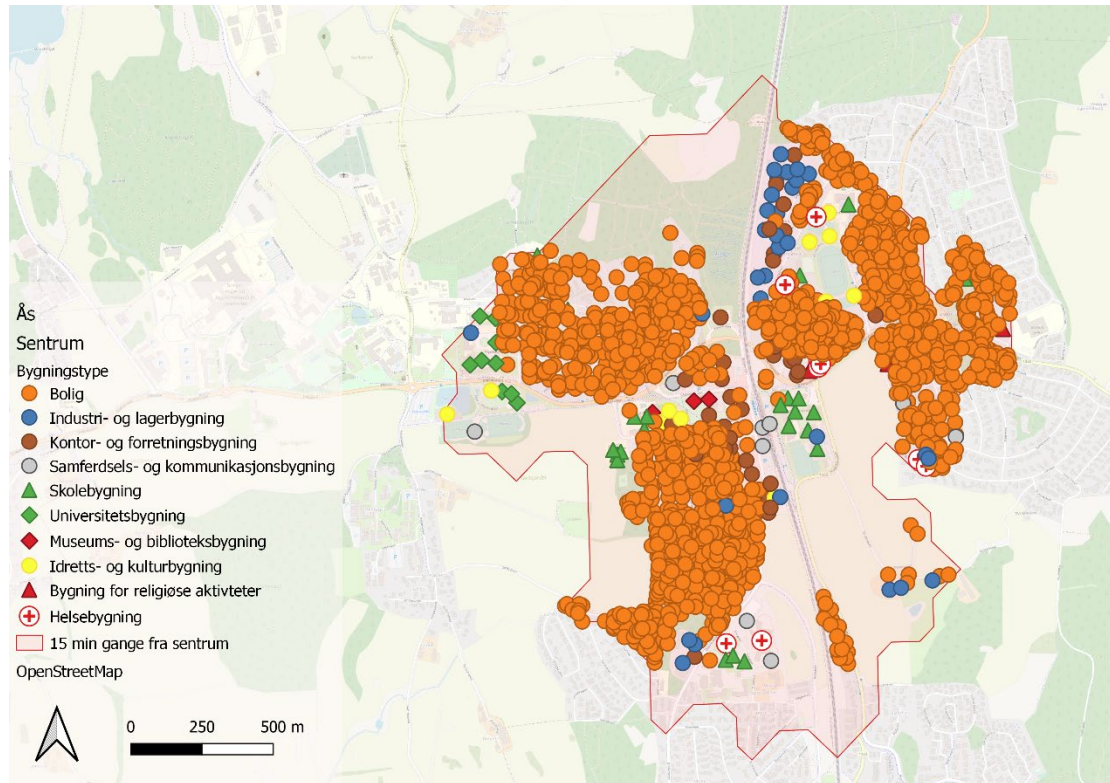 Ås
Sentrum
Bygningstype
Bolig
Industri- og lagerbygning
Kontor- og forretningsbygning
Samferdsels- og kommunikasjonsbygning
Skolebygning
Universitetsbygning
Museums- og biblioteksbygning
Idretts- og kulturbygning
Bygning for religiøse aktivteter
Helsebygning
15 min gange fra sentrum
OpenStreetMap
0 250 500 m